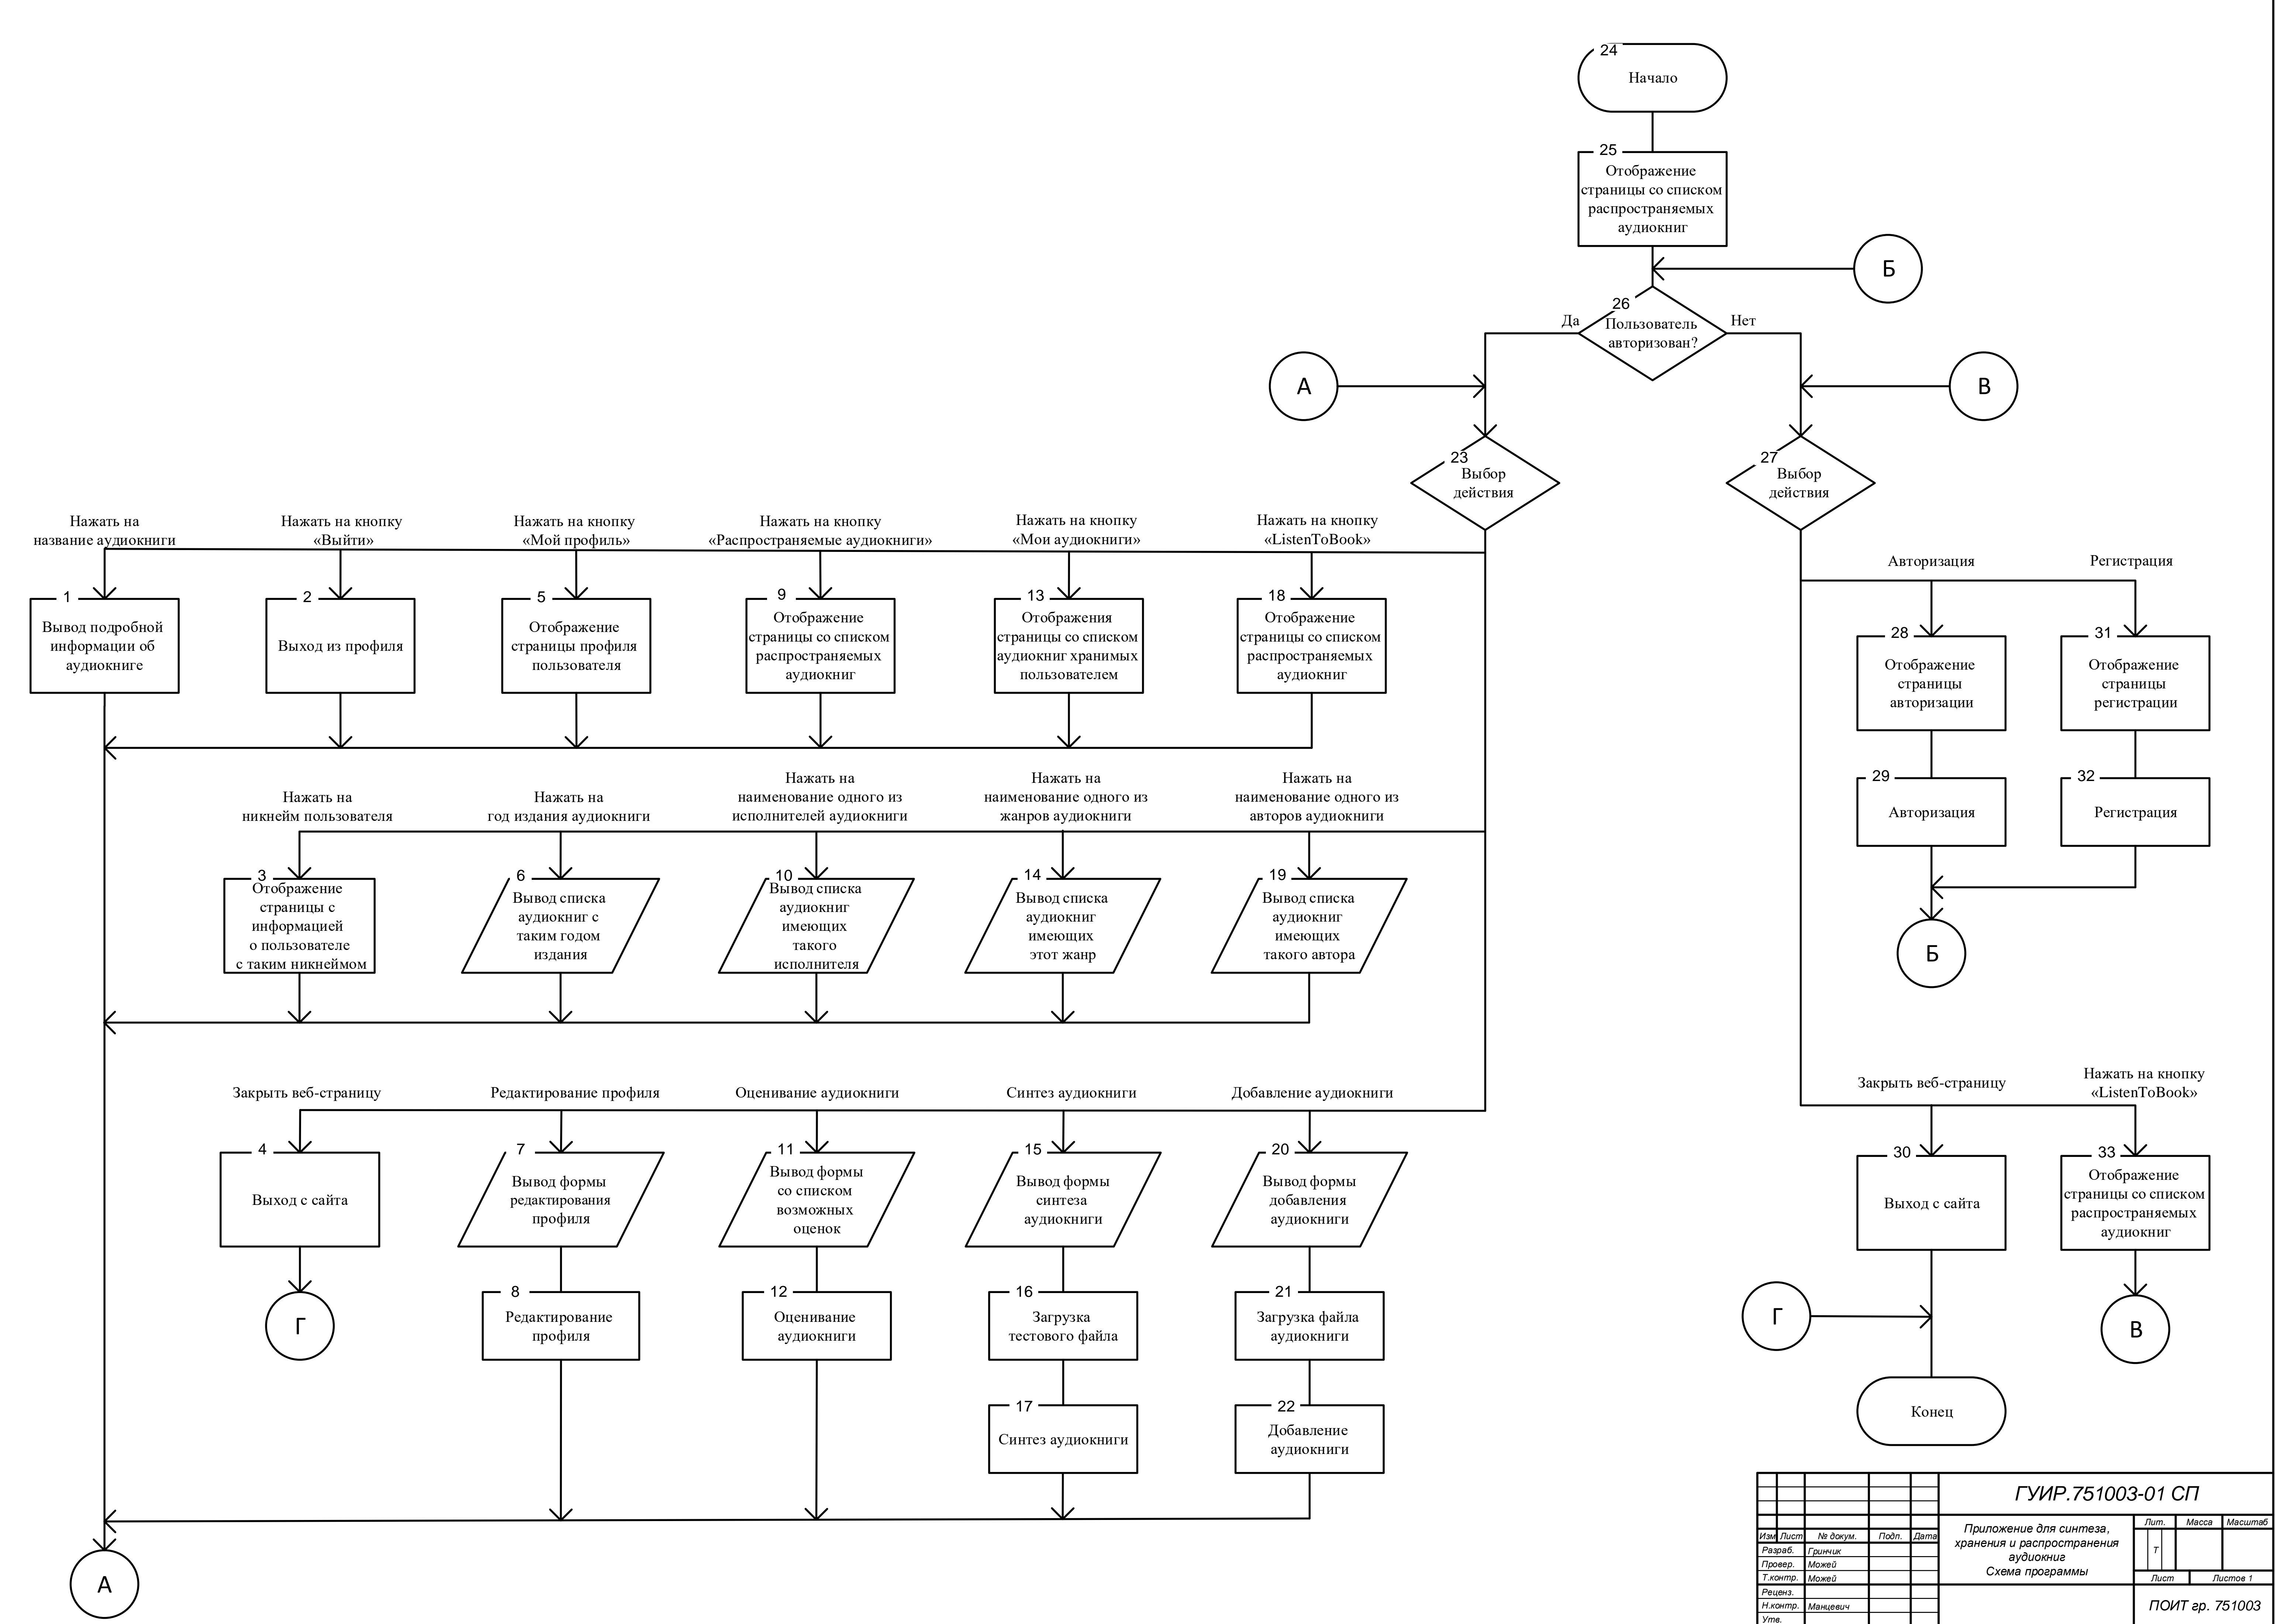 24
Начало
25
Отображение
страницы со списком
распространяемых
аудиокниг
Б
26
Пользователь
авторизован?
Да
Нет
А
В
23
Выбор
действия
27
Выбор
действия
Нажать на
название аудиокниги
Нажать на кнопку
«Выйти»
Нажать на кнопку
«Мой профиль»
Нажать на кнопку
«Распространяемые аудиокниги»
Нажать на кнопку
«Мои аудиокниги»
Нажать на кнопку
«ListenToBook»
1
Вывод подробной
информации об
аудиокниге
2
Выход из профиля
5
Отображение
страницы профиля
пользователя
9
Отображение
страницы со списком
распространяемых
аудиокниг
13
Отображения
страницы со списком
аудиокниг хранимых
пользователем
18
Отображение
страницы со списком
распространяемых
аудиокниг
Авторизация
Регистрация
28
Отображение
страницы
авторизации
31
Отображение
страницы
регистрации
29
Авторизация
32
Регистрация
Б
Нажать на
никнейм пользователя
Нажать на
год издания аудиокниги
Нажать на
наименование одного из
исполнителей аудиокниги
Нажать на
наименование одного из
жанров аудиокниги
Нажать на
наименование одного из
авторов аудиокниги
3
Отображение
страницы с
информацией
о пользователе
с таким никнеймом
6
Вывод списка
аудиокниг с
таким годом
издания
10
Вывод списка
аудиокниг
имеющих
такого
исполнителя
14
Вывод списка
аудиокниг
имеющих
этот жанр
19
Вывод списка
аудиокниг
имеющих
такого автора
Закрыть веб-страницу
Редактирование профиля
Оценивание аудиокниги
Синтез аудиокниги
Добавление аудиокниги
4
Выход с сайта
Г
7
Вывод формы
редактирования
профиля
8
Редактирование
профиля
11
Вывод формы
со списком
возможных
оценок
12
Оценивание
аудиокниги
15
Вывод формы
синтеза
аудиокниги
16
Загрузка
тестового файла
17
Синтез аудиокниги
20
Вывод формы
добавления
аудиокниги
21
Загрузка файла
аудиокниги
22
Добавление
аудиокниги
А
Закрыть веб-страницу
Нажать на кнопку
«ListenToBook»
30
Выход с сайта
33
Отображение
страницы со списком
распространяемых
аудиокниг
Г
В
Конец
ГУИР.751003-01 СП
Изм Лист № докум. Подп. Дата
Разраб. Гринчик
Провер. Можей
Т.контр. Можей
Реценз.
Н.контр. Манцевич
Утв.
Приложение для синтеза,
хранения и распространения
аудиокниг
Схема программы
Лит. Масса Масштаб
Т
Лист Листов 1
ПОИТ гр. 751003